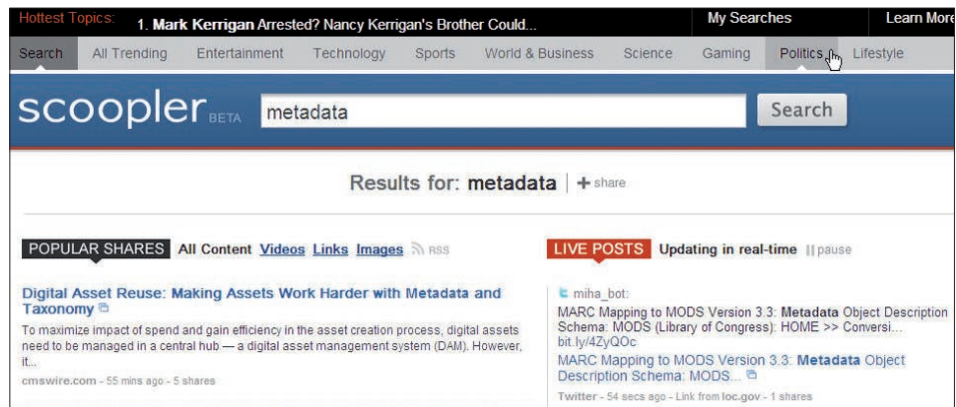 Hottest Topics: 1. Mark Kerrigan Arrested? Nancy Kerrigan's Brother Could... My Searches Learn More
Search All Trending Entertainment Technology Sports World & Business Science Gaming Politics Lifestyle
scoopler BETA metadata Search
Results for: metadata | + share
POPULAR SHARES All Content Videos Links Images RSS
Digital Asset Reuse: Making Assets Work Harder with Metadata and
Taxonomy
To maximize impact of spend and gain efficiency in the asset creation process, digital assets
need to be managed in a central hub — a digital asset management system (DAM). However,
it...
cmswire.com - 55 mins ago - 5 shares
LIVE POSTS Updating in real-time || pause
miha_bot:
MARC Mapping to MODS Version 3.3: Metadata Object Description
Schema: MODS (Library of Congress): HOME >> Conversi...
bit.ly/4ZyQOc
MARC Mapping to MODS Version 3.3: Metadata Object
Description Schema: MODS...
Twitter - 54 secs ago - Link from loc.gov - 1 shares